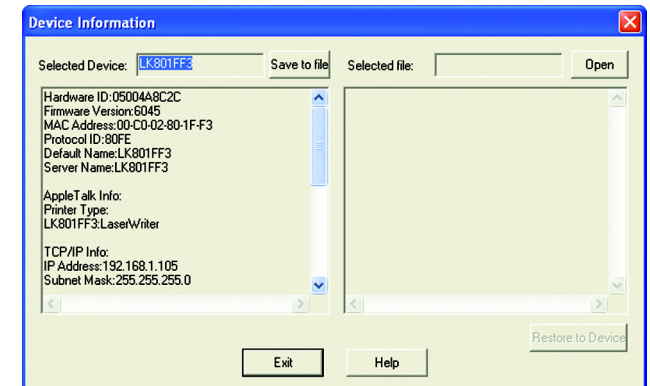 Device Information
Selected Device: LK801FF3 Save to file Selected file: Open
Hardware ID:05004A8C2C
Firmware Version:6045
MAC Address:00-C0-02-80-1F-F3
Protocol ID:80FE
Default Name:LK801FF3
Server Name:LK801FF3
AppleTalk Info:
Printer Type:
LK801FF3:LaserWriter
TCP/IP Info:
IP Address:192.168.1.105
Subnet Mask:255.255.255.0
Restore to Device
Exit Help